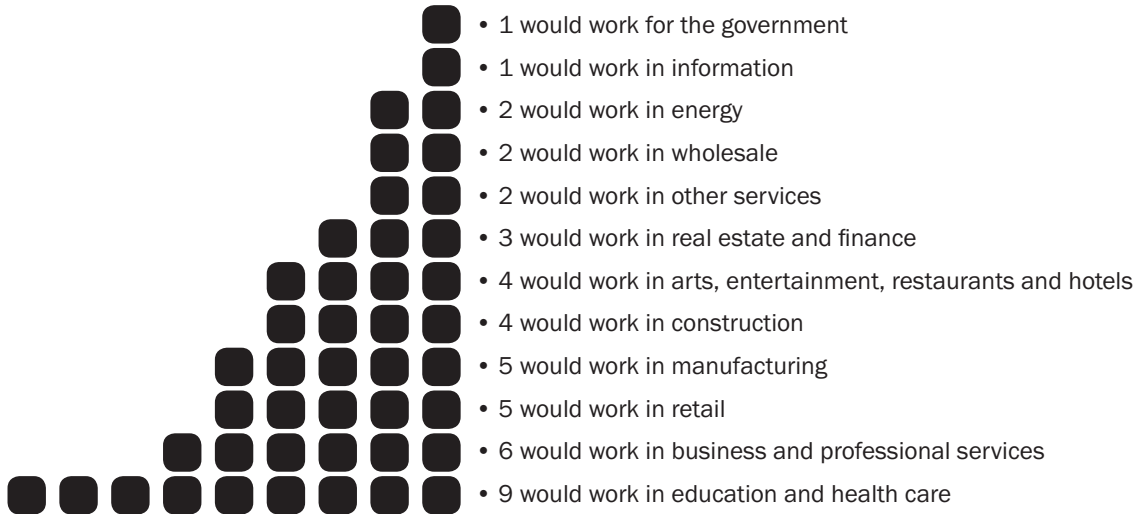 • 1 would work for the government
• 1 would work in information
• 2 would work in energy
• 2 would work in wholesale
• 2 would work in other services
• 3 would work in real estate and finance
• 4 would work in arts, entertainment, restaurants and hotels
• 4 would work in construction
• 5 would work in manufacturing
• 5 would work in retail
• 6 would work in business and professional services
• 9 would work in education and health care